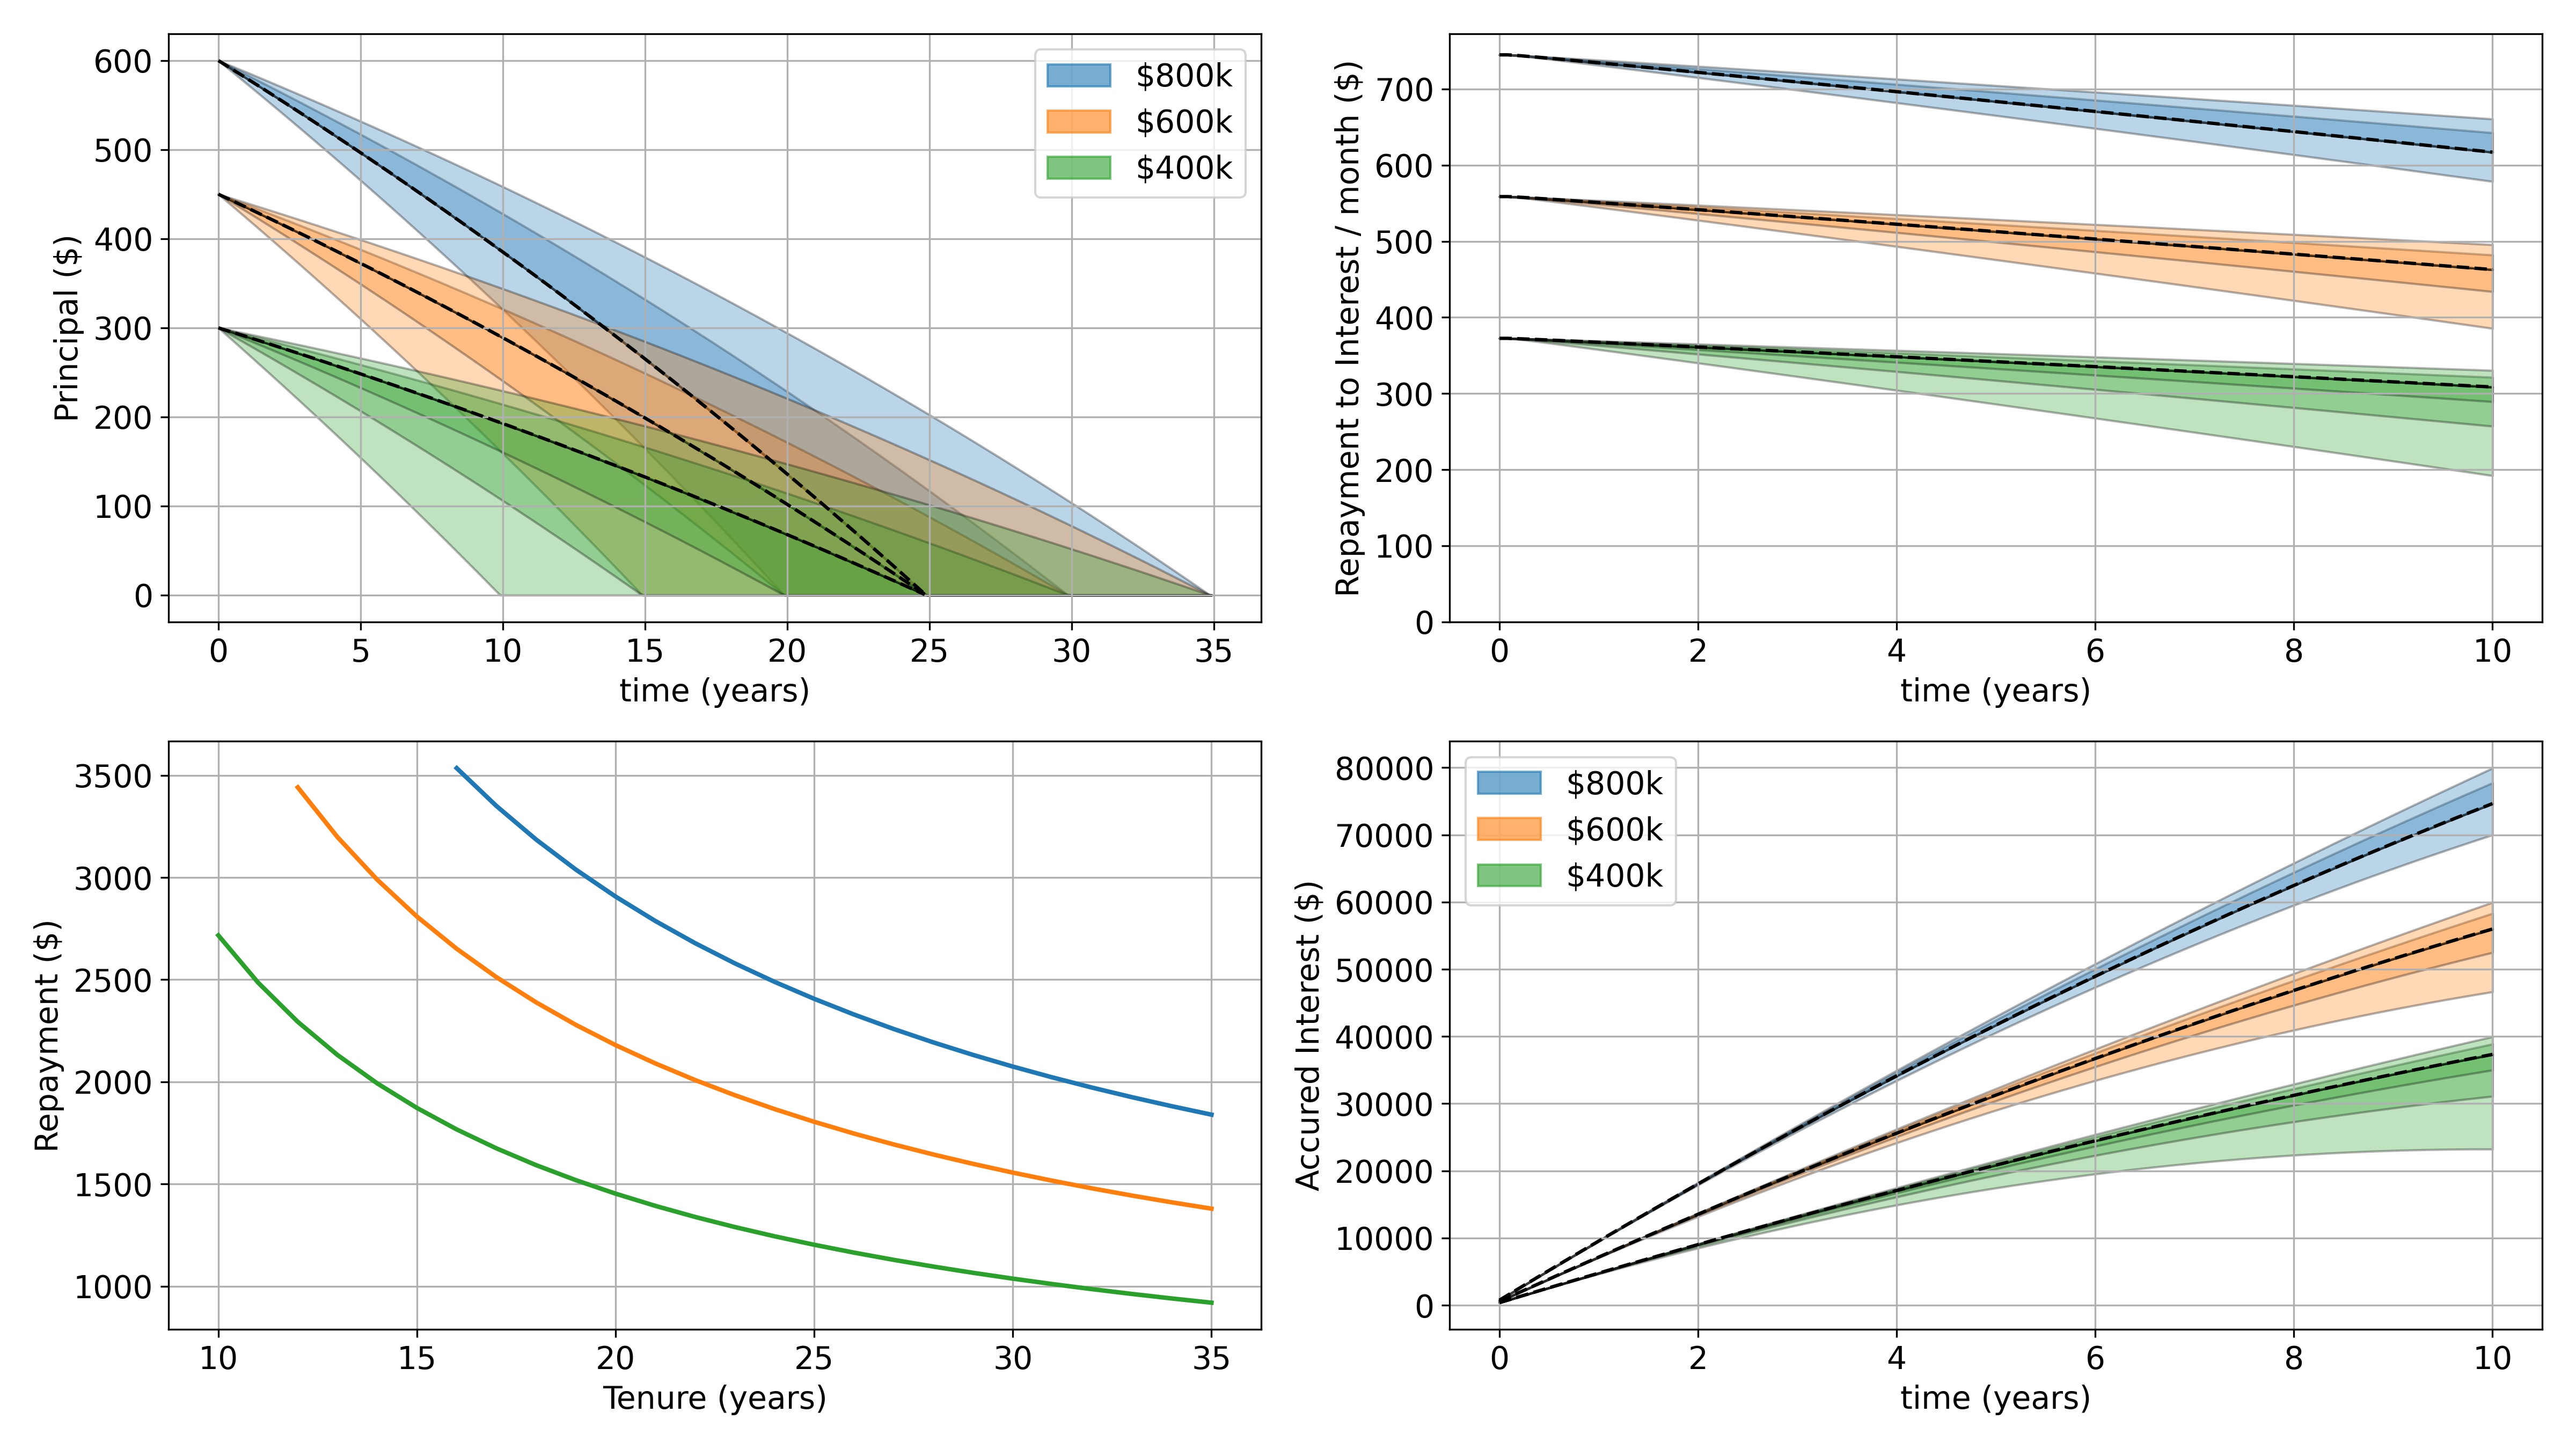 Principal ($)
600
500
400
300
200
100
0
0 5 10 15 20 25 30 35
time (years)
$800k
$600k
$400k
Repayment to Interest / month ($)
700
600
500
400
300
200
100
0
0 2 4 6 8 10
time (years)
Repayment ($)
3500
3000
2500
2000
1500
1000
10 15 20 25 30 35
Tenure (years)
Accured Interest ($)
80000
70000
60000
50000
40000
30000
20000
10000
0
0 2 4 6 8 10
time (years)
$800k
$600k
$400k